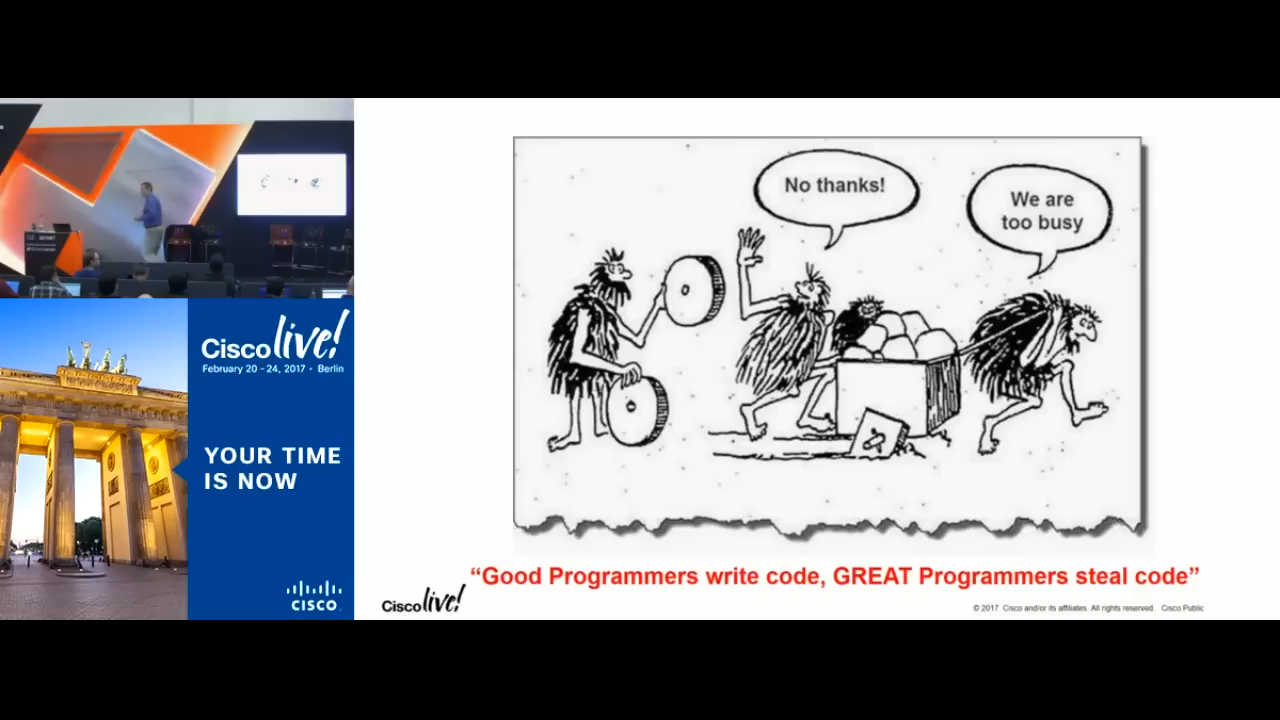 Cisco live!
February 20 - 24, 2017 • Berlin
YOUR TIME
IS NOW
CISCO
No thanks!
We are
too busy
“Good Programmers write code, GREAT Programmers steal code”
Cisco live!
© 2017 Cisco and/or its affiliates. All rights reserved. Cisco Public